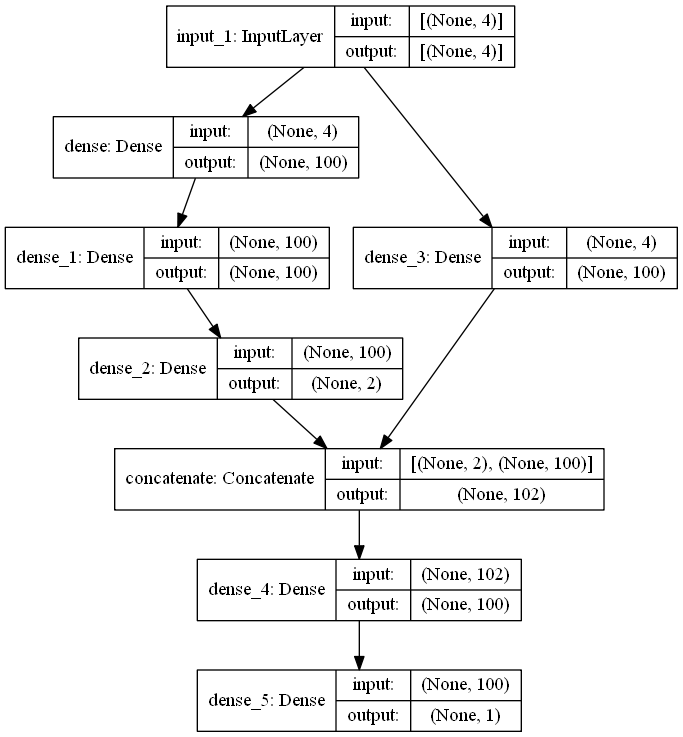 input_1: InputLayer
input: [(None, 4)]
output: [(None, 4)]
dense: Dense
input: (None, 4)
output: (None, 100)
dense_1: Dense
input: (None, 100)
output: (None, 100)
dense_3: Dense
input: (None, 4)
output: (None, 100)
dense_2: Dense
input: (None, 100)
output: (None, 2)
concatenate: Concatenate
input: [(None, 2), (None, 100)]
output: (None, 102)
dense_4: Dense
input: (None, 102)
output: (None, 100)
dense_5: Dense
input: (None, 100)
output: (None, 1)